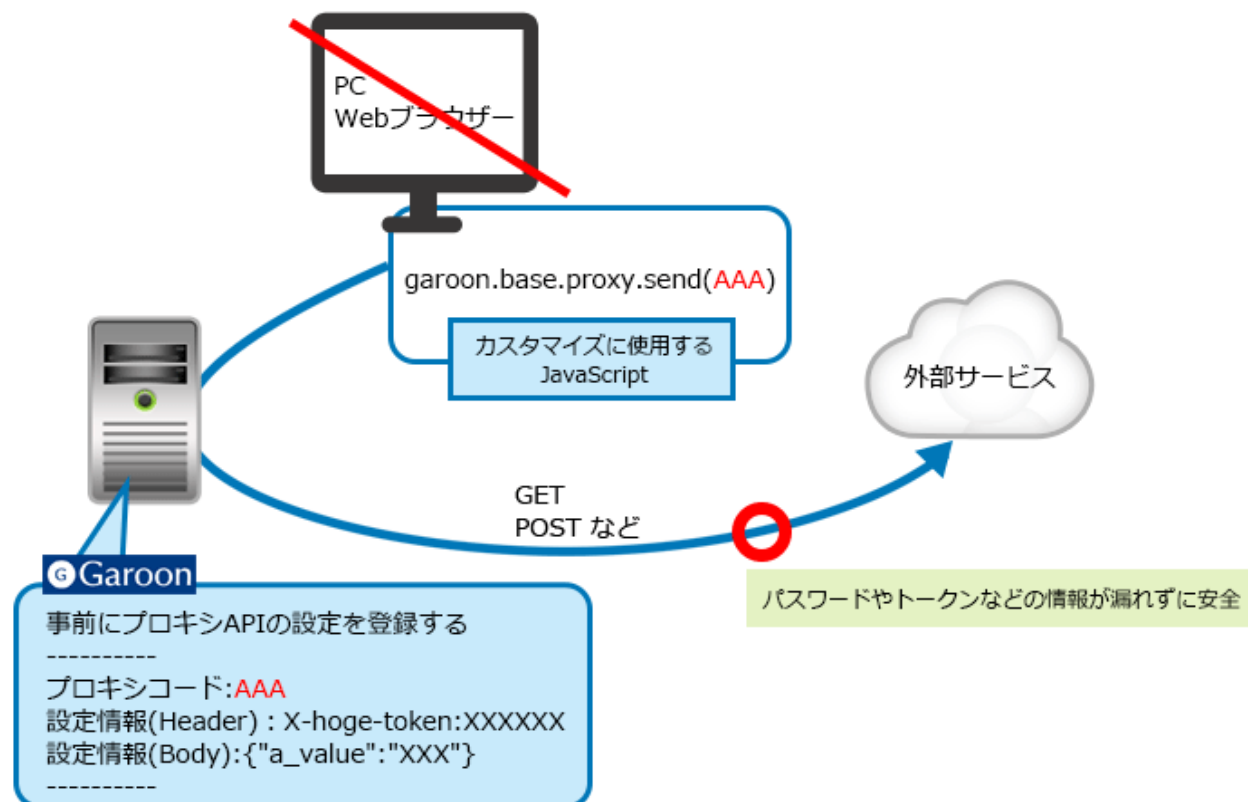 PC
Webブラウザー
garoon.base.proxy.send(AAA)
カスタマイズに使用する
JavaScript
外部サービス
GET
POST など
パスワードやトークンなどの情報が漏れずに安全
G Garoon
事前にプロキシAPIの設定を登録する
----------
プロキシコード:AAA
設定情報(Header) : X-hoge-token:XXXXXX
設定情報(Body):{"a_value":"XXX"}
----------